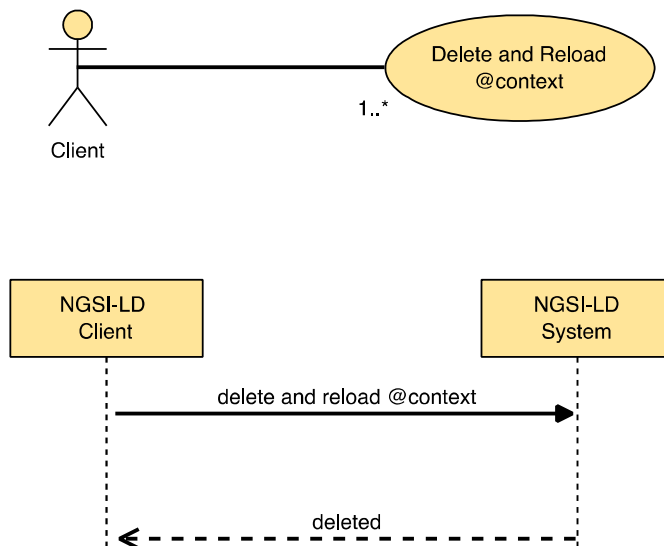 Delete and Reload
@context
1..*
Client
NGSI-LD
Client
NGSI-LD
System
delete and reload @context
deleted